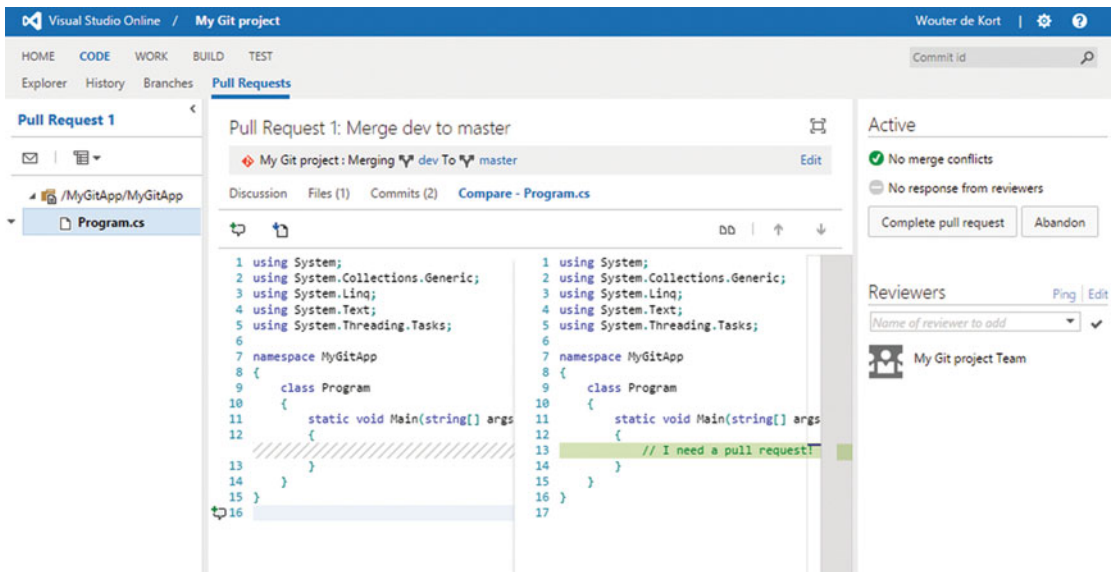 Visual Studio Online / My Git project
Wouter de Kort | ?
HOME CODE WORK BUILD TEST
Commit id
Explorer History Branches Pull Requests
Pull Request 1
/MyGitApp/MyGitApp
Program.cs
Pull Request 1: Merge dev to master
My Git project : Merging dev To master Edit
Discussion Files (1) Commits (2) Compare - Program.cs
1 using System;
2 using System.Collections.Generic;
3 using System.Linq;
4 using System.Text;
5 using System.Threading.Tasks;
6
7 namespace MyGitApp
8 {
9 class Program
10 {
11 static void Main(string[] args
12 {
13 }
14 }
15 }
16
1 using System;
2 using System.Collections.Generic;
3 using System.Linq;
4 using System.Text;
5 using System.Threading.Tasks;
6
7 namespace MyGitApp
8 {
9 class Program
10 {
11 static void Main(string[] args
12 {
13 // I need a pull request!
14 }
15 }
16 }
17
Active
No merge conflicts
No response from reviewers
Complete pull request Abandon
Reviewers Ping | Edit
Name of reviewer to add
My Git project Team